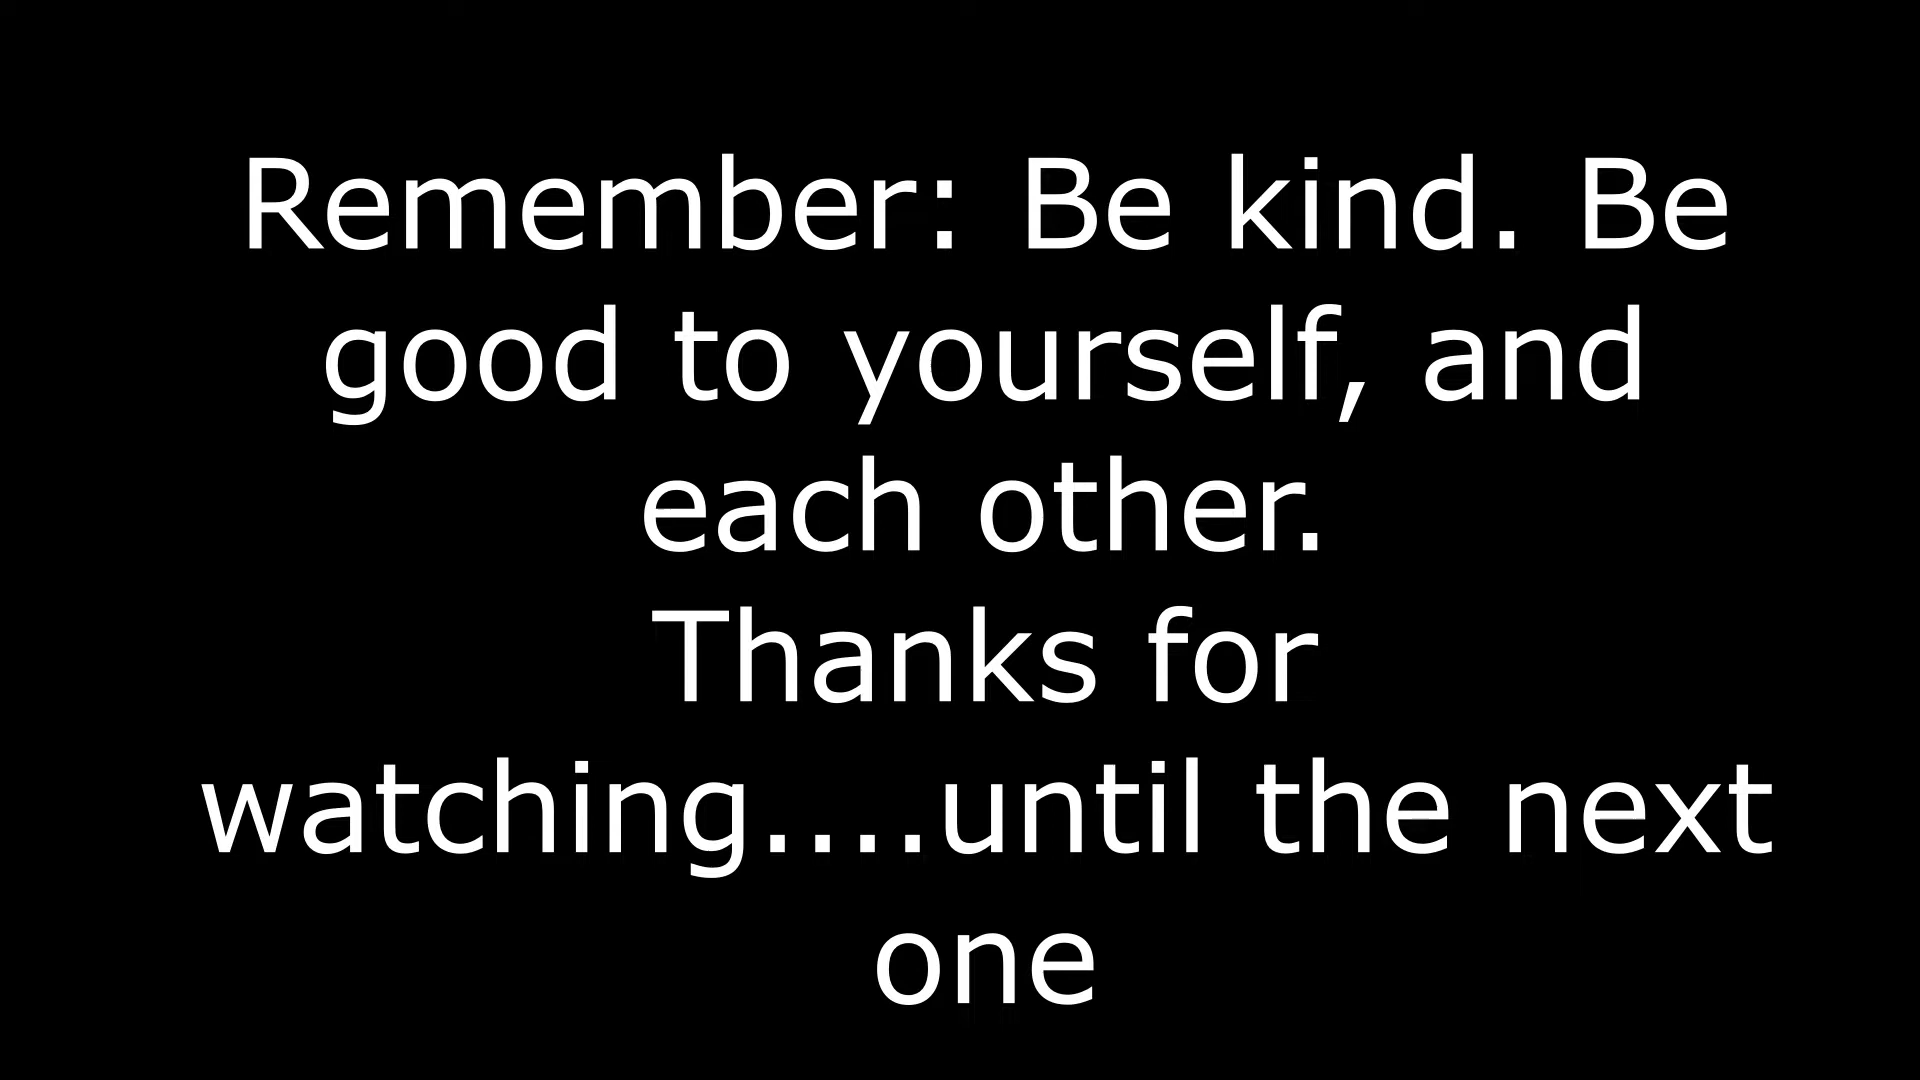 Remember: Be kind. Be
good to yourself, and
each other.
Thanks for
watching....until the next
one